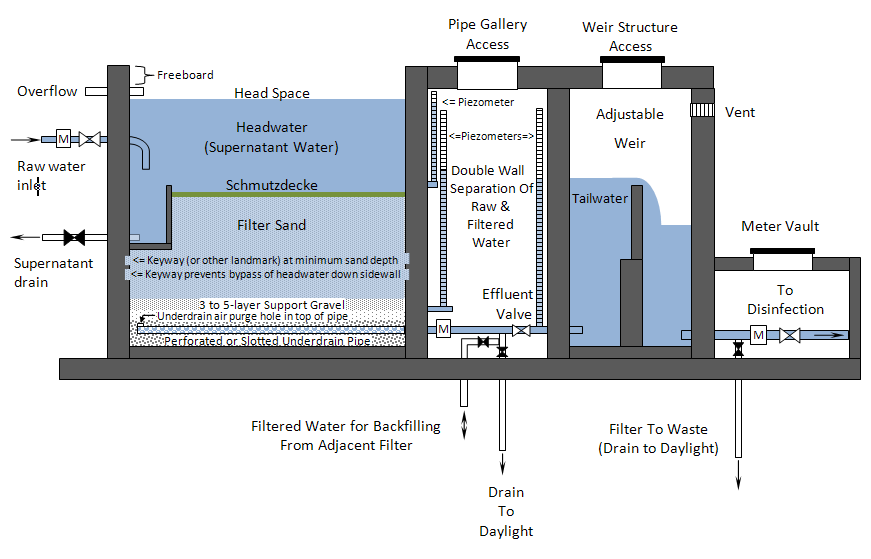 Pipe Gallery
Access
Weir Structure
Access
Freeboard
Overflow
Head Space
<= Piezometer
Headwater
(Supernatant Water)
<=Piezometers=>
Adjustable
Weir
Vent
M
Raw water
inlet
Schmutzdecke
Double Wall
Separation Of
Raw &
Filtered
Water
Tailwater
Filter Sand
Meter Vault
Supernatant
drain
<= Keyway (or other landmark) at minimum sand depth
<= Keyway prevents bypass of headwater down sidewall
Effluent
Valve
To
Disinfection
3 to 5-layer Support Gravel
Underdrain air purge hole in top of pipe
M
M
Perforated or Slotted Underdrain Pipe
Filtered Water for Backfilling
From Adjacent Filter
Filter To Waste
(Drain to Daylight)
Drain
To
Daylight